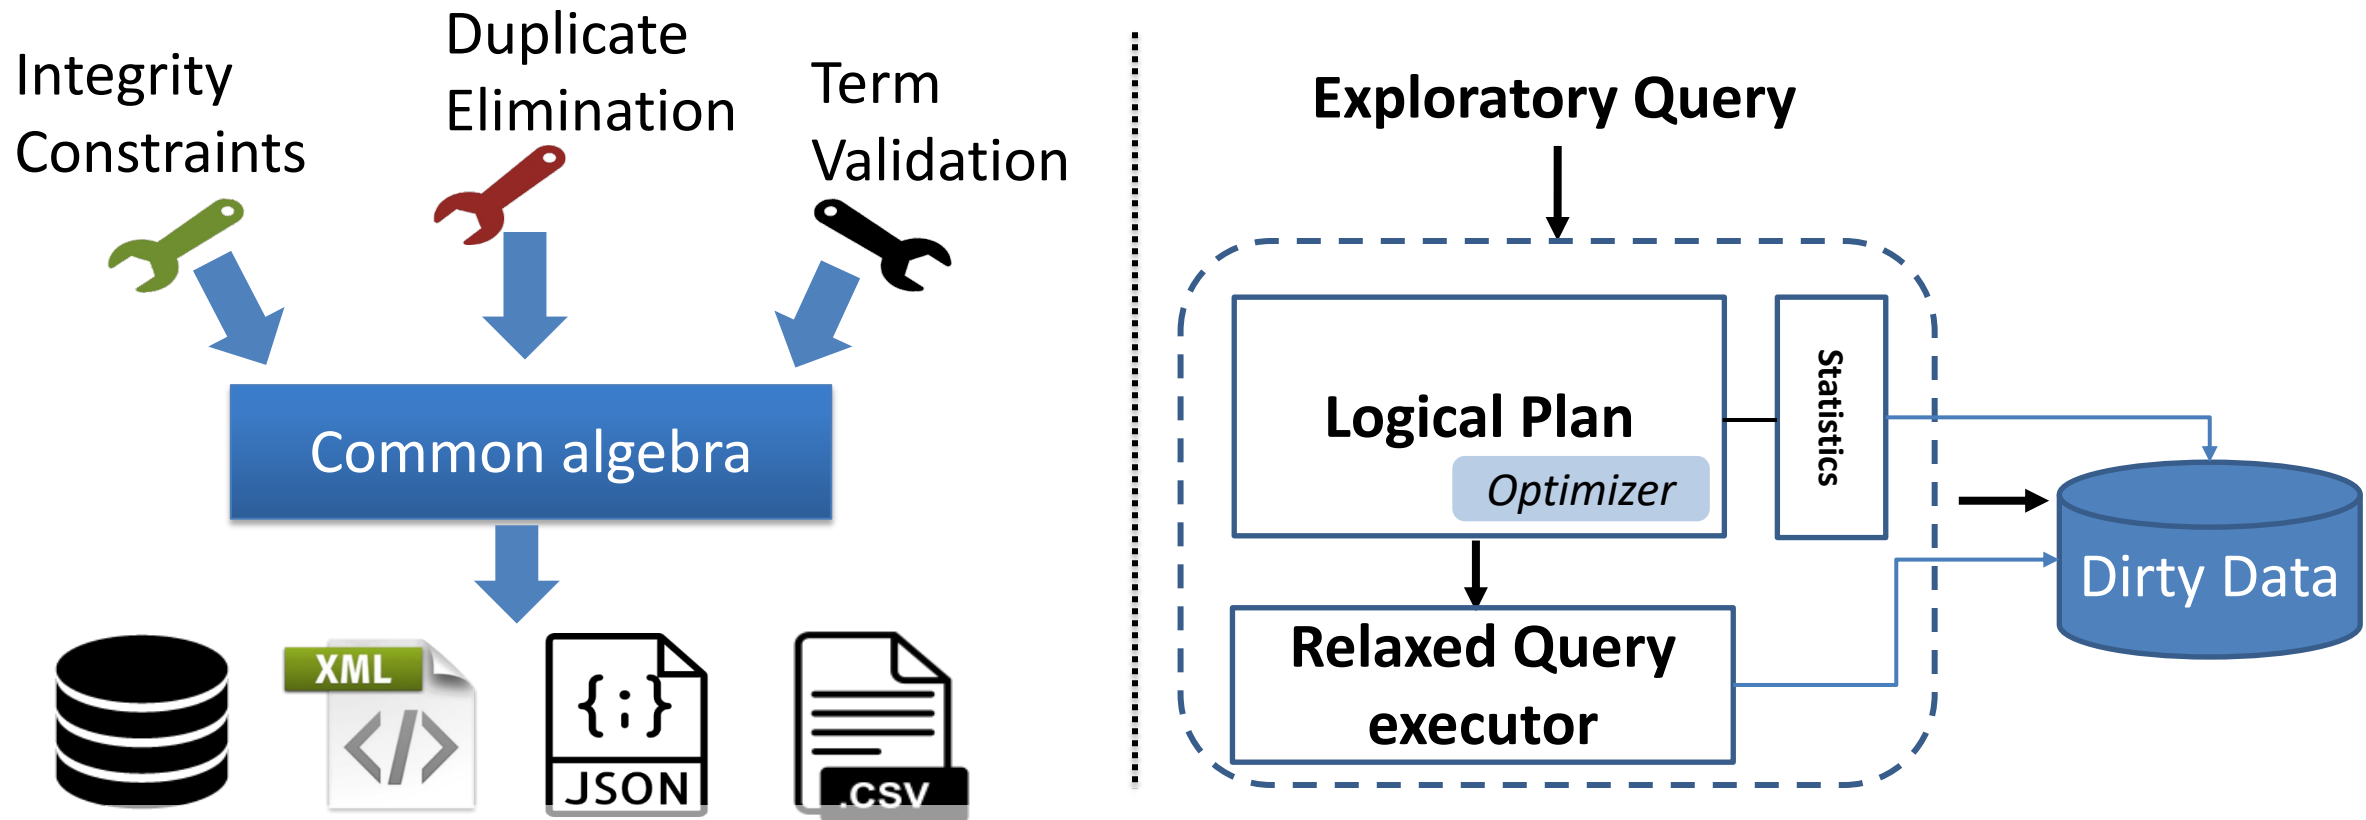 Integrity
Constraints
Duplicate
Elimination
Term
Validation
Common algebra
XML
</>
{;}
JSON
.CSV
Exploratory Query
Logical Plan
Optimizer
Statistics
Relaxed Query
executor
Dirty Data